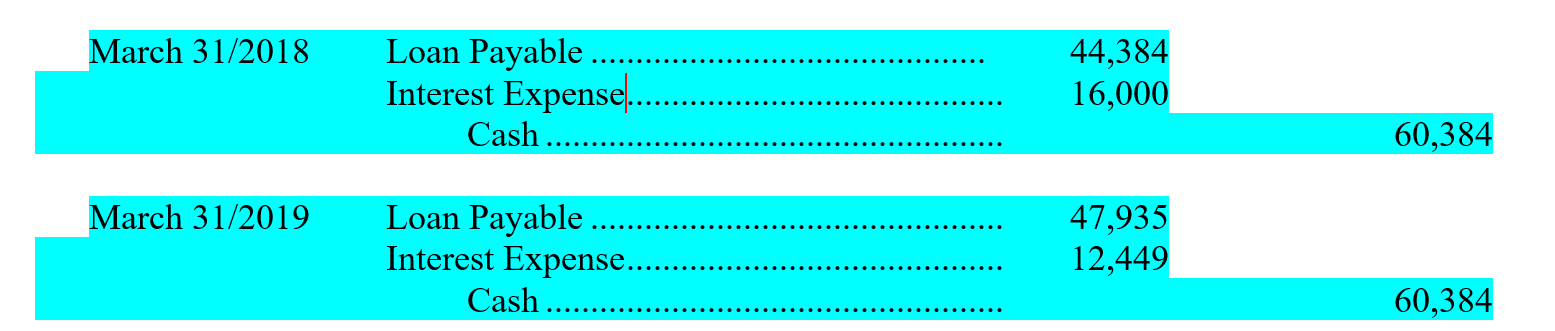 March 31/2018 Loan Payable ............................................ 44,384
Interest Expense.......................................... 16,000
Cash ................................................... 60,384
March 31/2019 Loan Payable .............................................. 47,935
Interest Expense.......................................... 12,449
Cash ................................................... 60,384